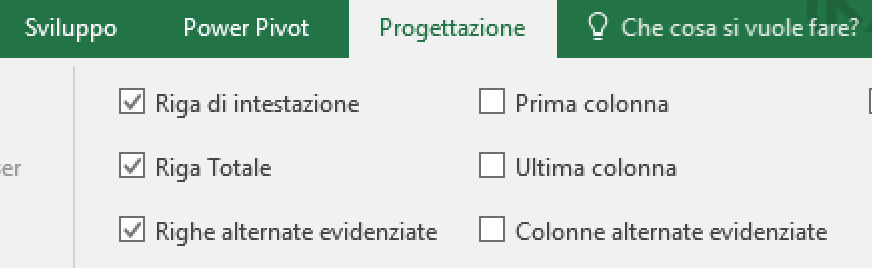 Sviluppo Power Pivot Progettazione Che cosa si vuole fare?
Riga di intestazione Prima colonna
er Riga Totale Ultima colonna
Righe alternate evidenziate Colonne alternate evidenziate